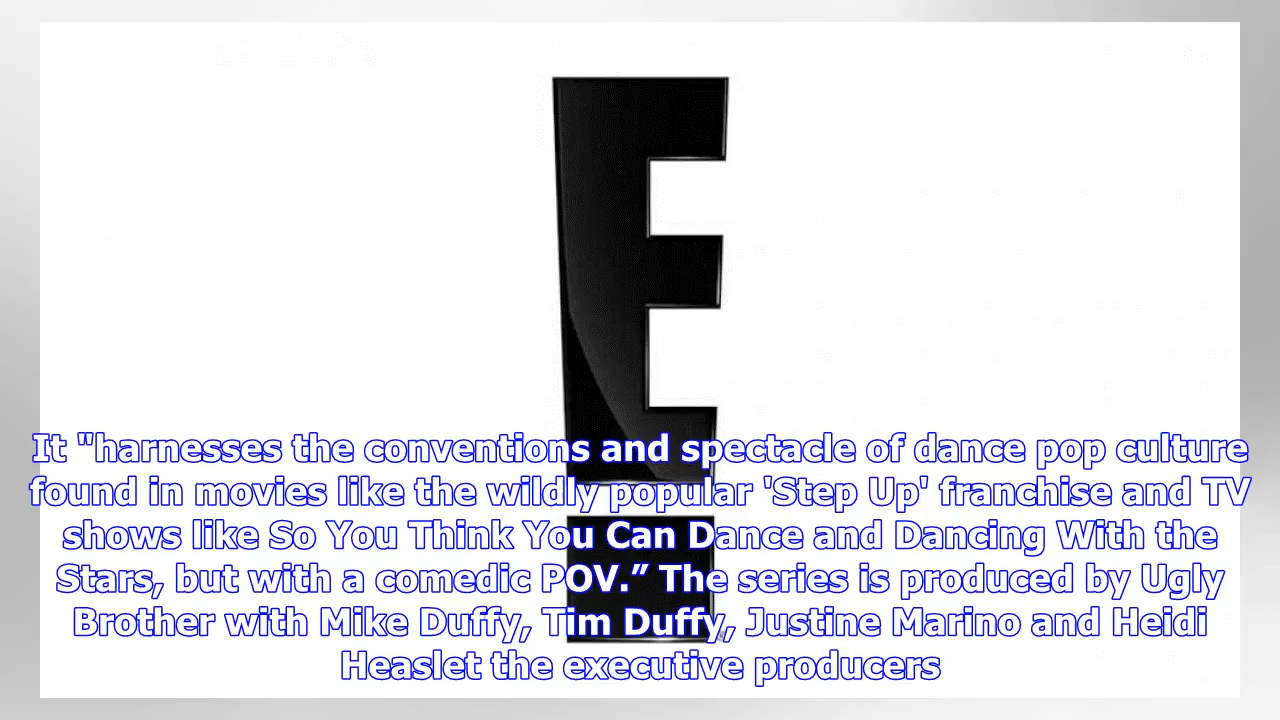 E!
It "harnesses the conventions and spectacle of dance pop culture
found in movies like the wildly popular 'Step Up' franchise and TV
shows like So You Think You Can Dance and Dancing With the
Stars, but with a comedic POV.” The series is produced by Ugly
Brother with Mike Duffy, Tim Duffy, Justine Marino and Heidi
Heaslet the executive producers